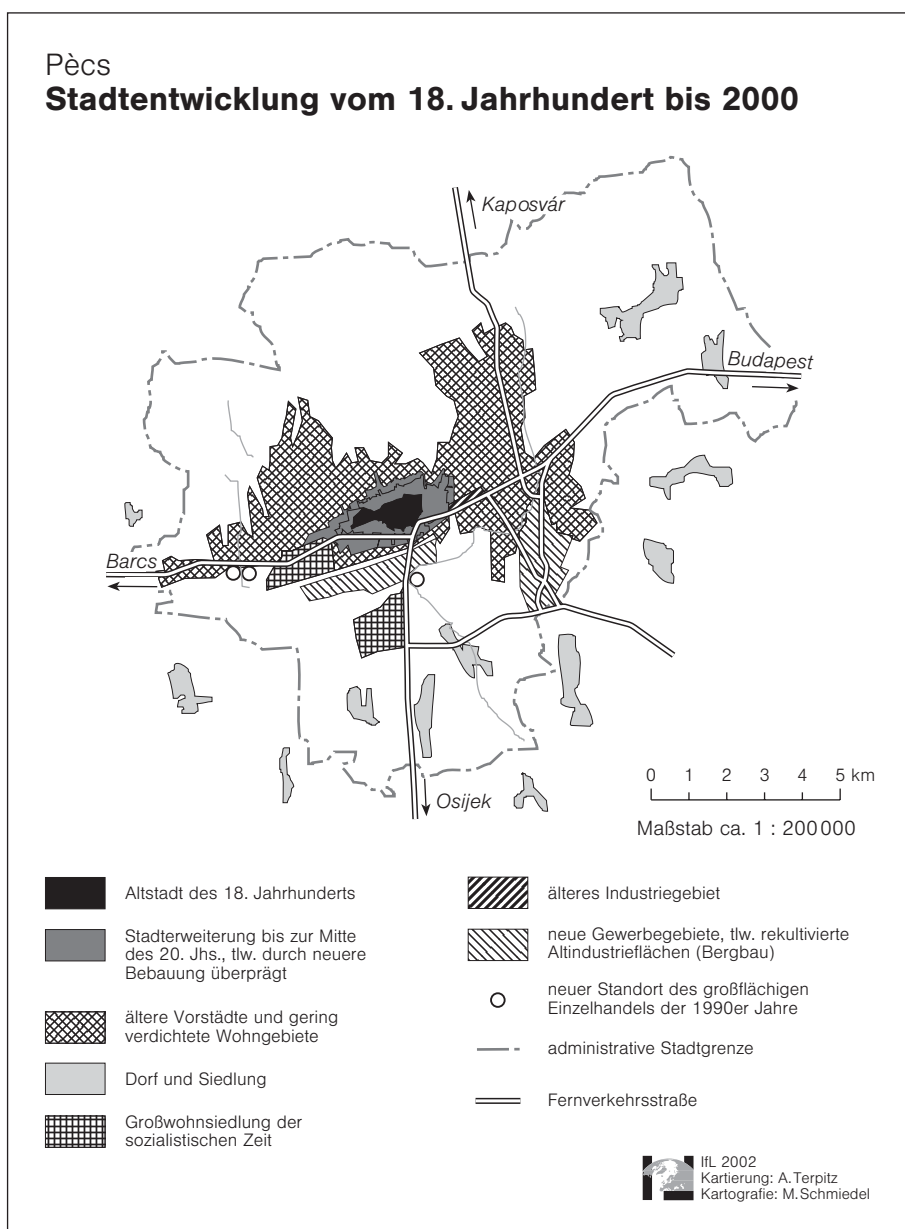 Pècs
Stadtentwicklung vom 18. Jahrhundert bis 2000
Kaposvár
Budapest
Barcs
Osijek
0 1 2 3 4 5 km
Maßstab ca. 1 : 200 000
Altstadt des 18. Jahrhunderts
Stadterweiterung bis zur Mitte
des 20. Jhs., tlw. durch neuere
Bebauung überprägt
ältere Vorstädte und gering
verdichtete Wohngebiete
Dorf und Siedlung
Großwohnsiedlung der
sozialistischen Zeit
älteres Industriegebiet
neue Gewerbegebiete, tlw. rekultivierte
Altindustrieflächen (Bergbau)
neuer Standort des großflächigen
Einzelhandels der 1990er Jahre
administrative Stadtgrenze
Fernverkehrsstraße
IfL 2002
Kartierung: A. Terpitz
Kartografie: M. Schmiedel